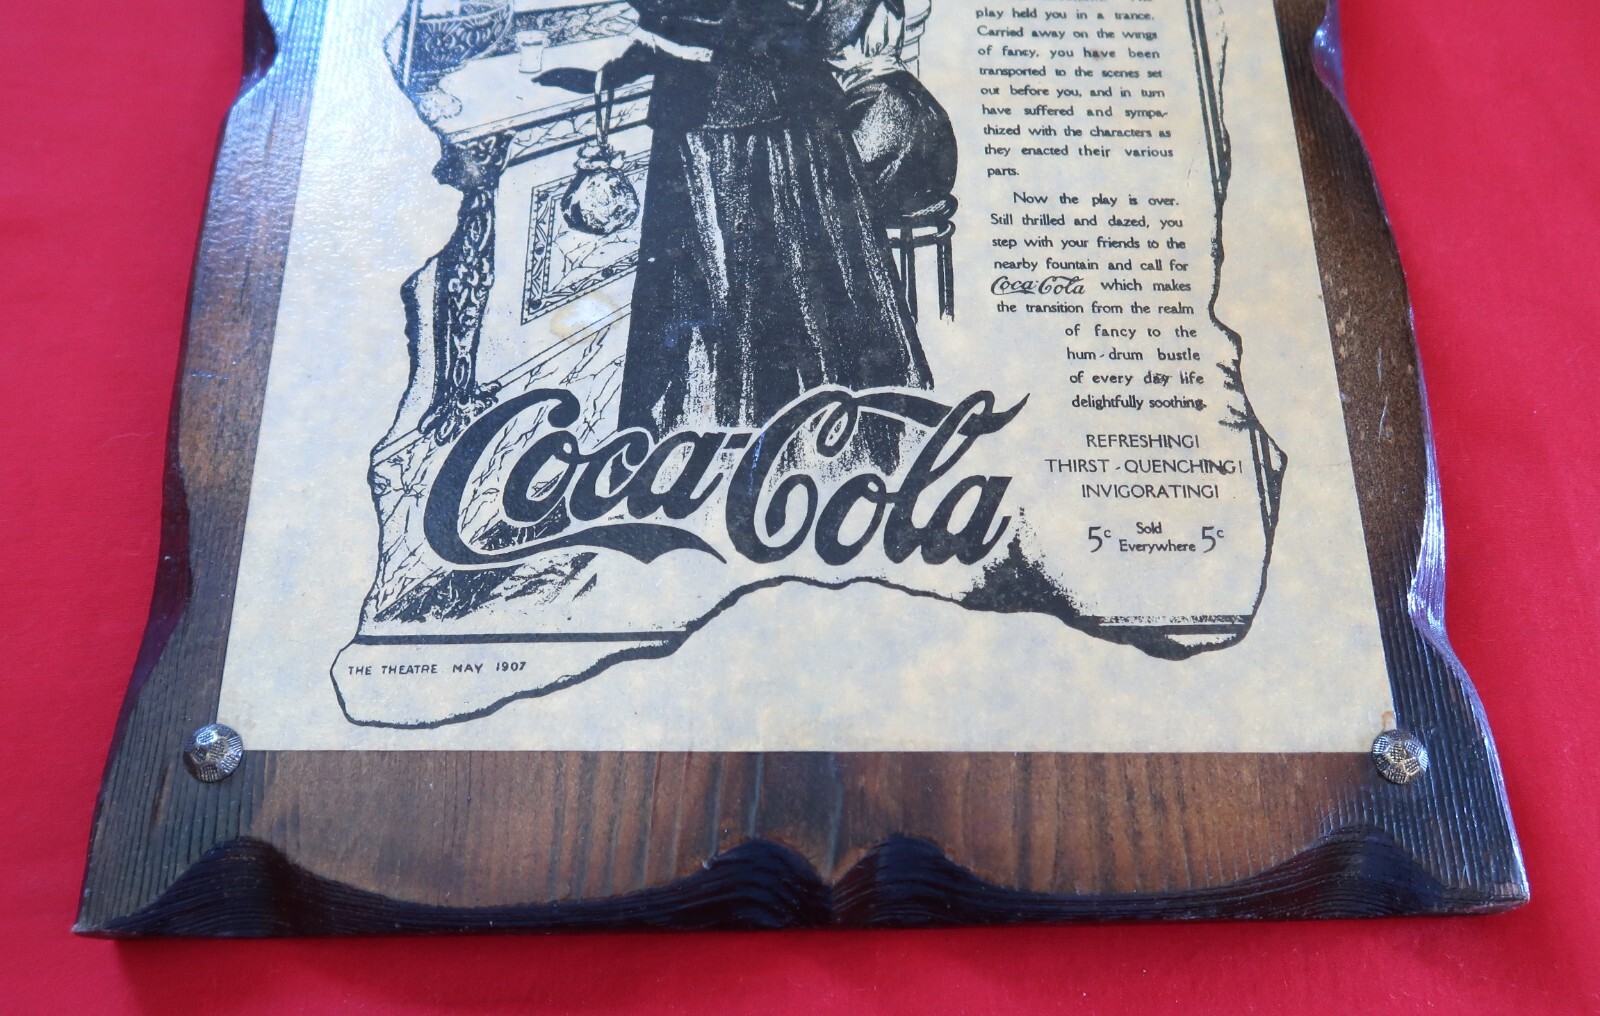 play held you in a trance.
Carried away on the wings
of fancy, you have been
transported to the scenes set
out before you, and in turn
have suffered and sympa-
thized with the characters as
they enacted their various
parts.
Now the play is over.
Still thrilled and dazed, you
step with your friends to the
nearby fountain and call for
Coca-Cola which makes
the transition from the realm
of fancy to the
hum-drum bustle
of every day life
delightfully soothing.
REFRESHING!
THIRST-QUENCHING!
INVIGORATING!
5c Sold Everywhere 5c
Coca-Cola
THE THEATRE MAY 1907